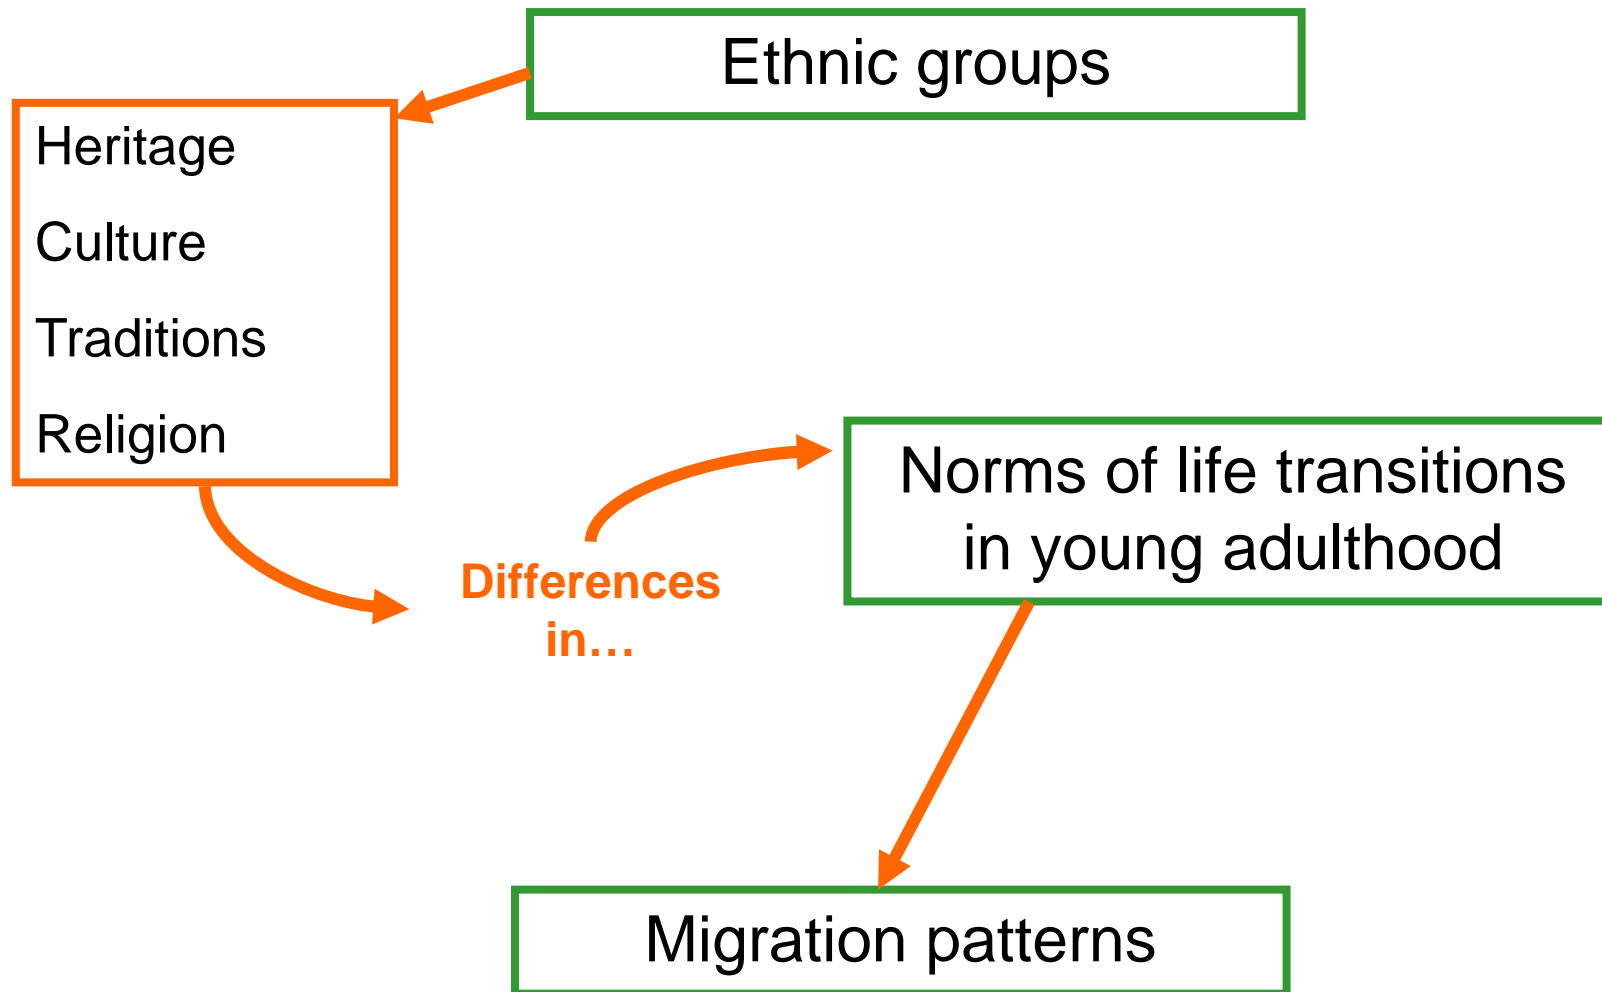 Ethnic groups
Heritage
Culture
Traditions
Religion
Differences
in…
Norms of life transitions
in young adulthood
Migration patterns